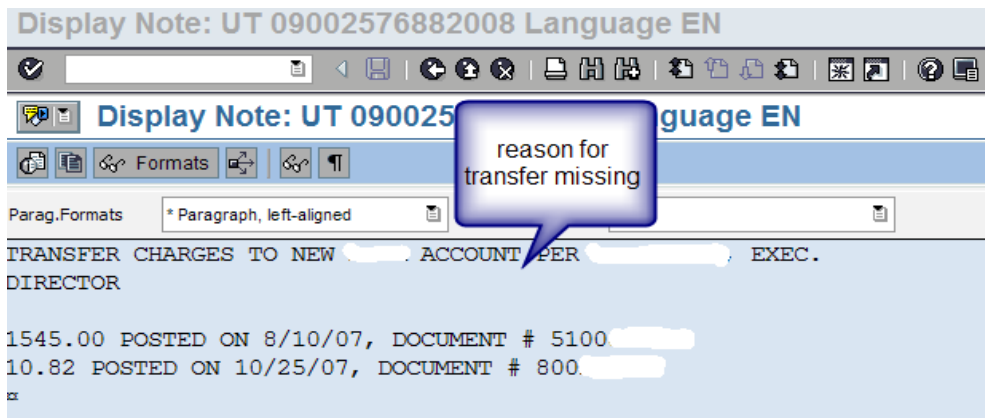 Display Note: UT 09002576882008 Language EN
Display Note: UT 090025 guage EN
reason for
transfer missing
Formats
Parag.Formats
* Paragraph, left-aligned
TRANSFER CHARGES TO NEW ACCOUNT PER EXEC.
DIRECTOR
1545.00 POSTED ON 8/10/07, DOCUMENT # 5100
10.82 POSTED ON 10/25/07, DOCUMENT # 800